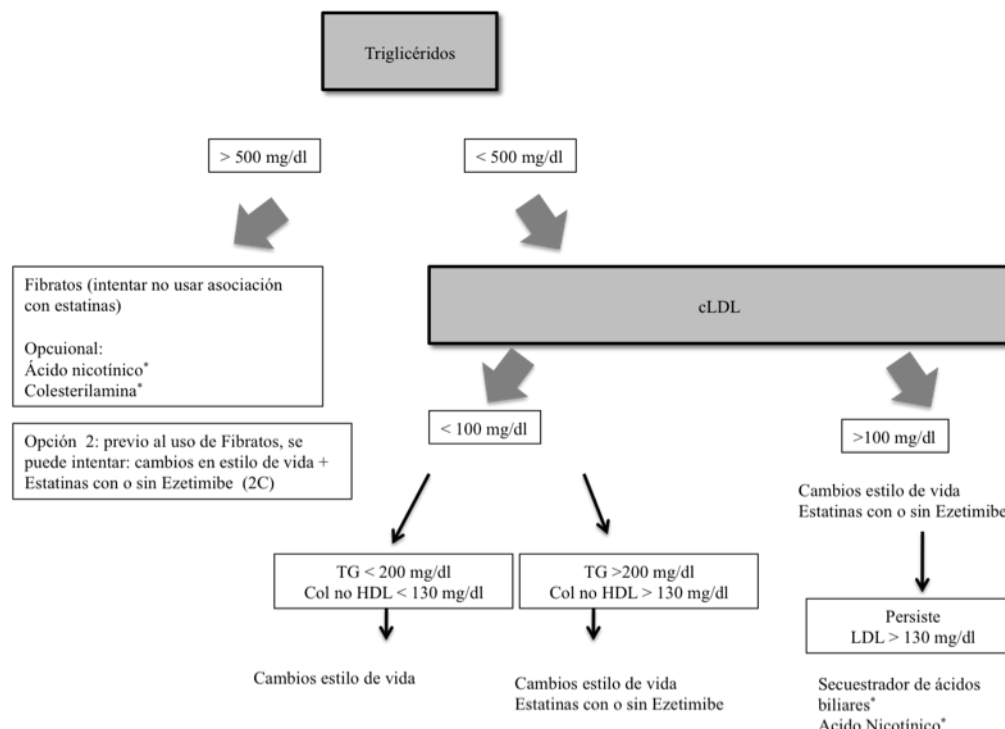 Triglicéridos
> 500 mg/dl
< 500 mg/dl
Fibratos (intentar no usar asociación
con estatinas)
Opcuional:
Ácido nicotínico*
Colesterilamina*
Opción 2: previo al uso de Fibratos, se
puede intentar: cambios en estilo de vida +
Estatinas con o sin Ezetimibe (2C)
cLDL
< 100 mg/dl
>100 mg/dl
Cambios estilo de vida
Estatinas con o sin Ezetimibe
TG < 200 mg/dl
Col no HDL < 130 mg/dl
TG >200 mg/dl
Col no HDL > 130 mg/dl
Persiste
LDL > 130 mg/dl
Cambios estilo de vida
Cambios estilo de vida
Estatinas con o sin Ezetimibe
Secuestrador de ácidos
biliares*
Acido Nicotínico*